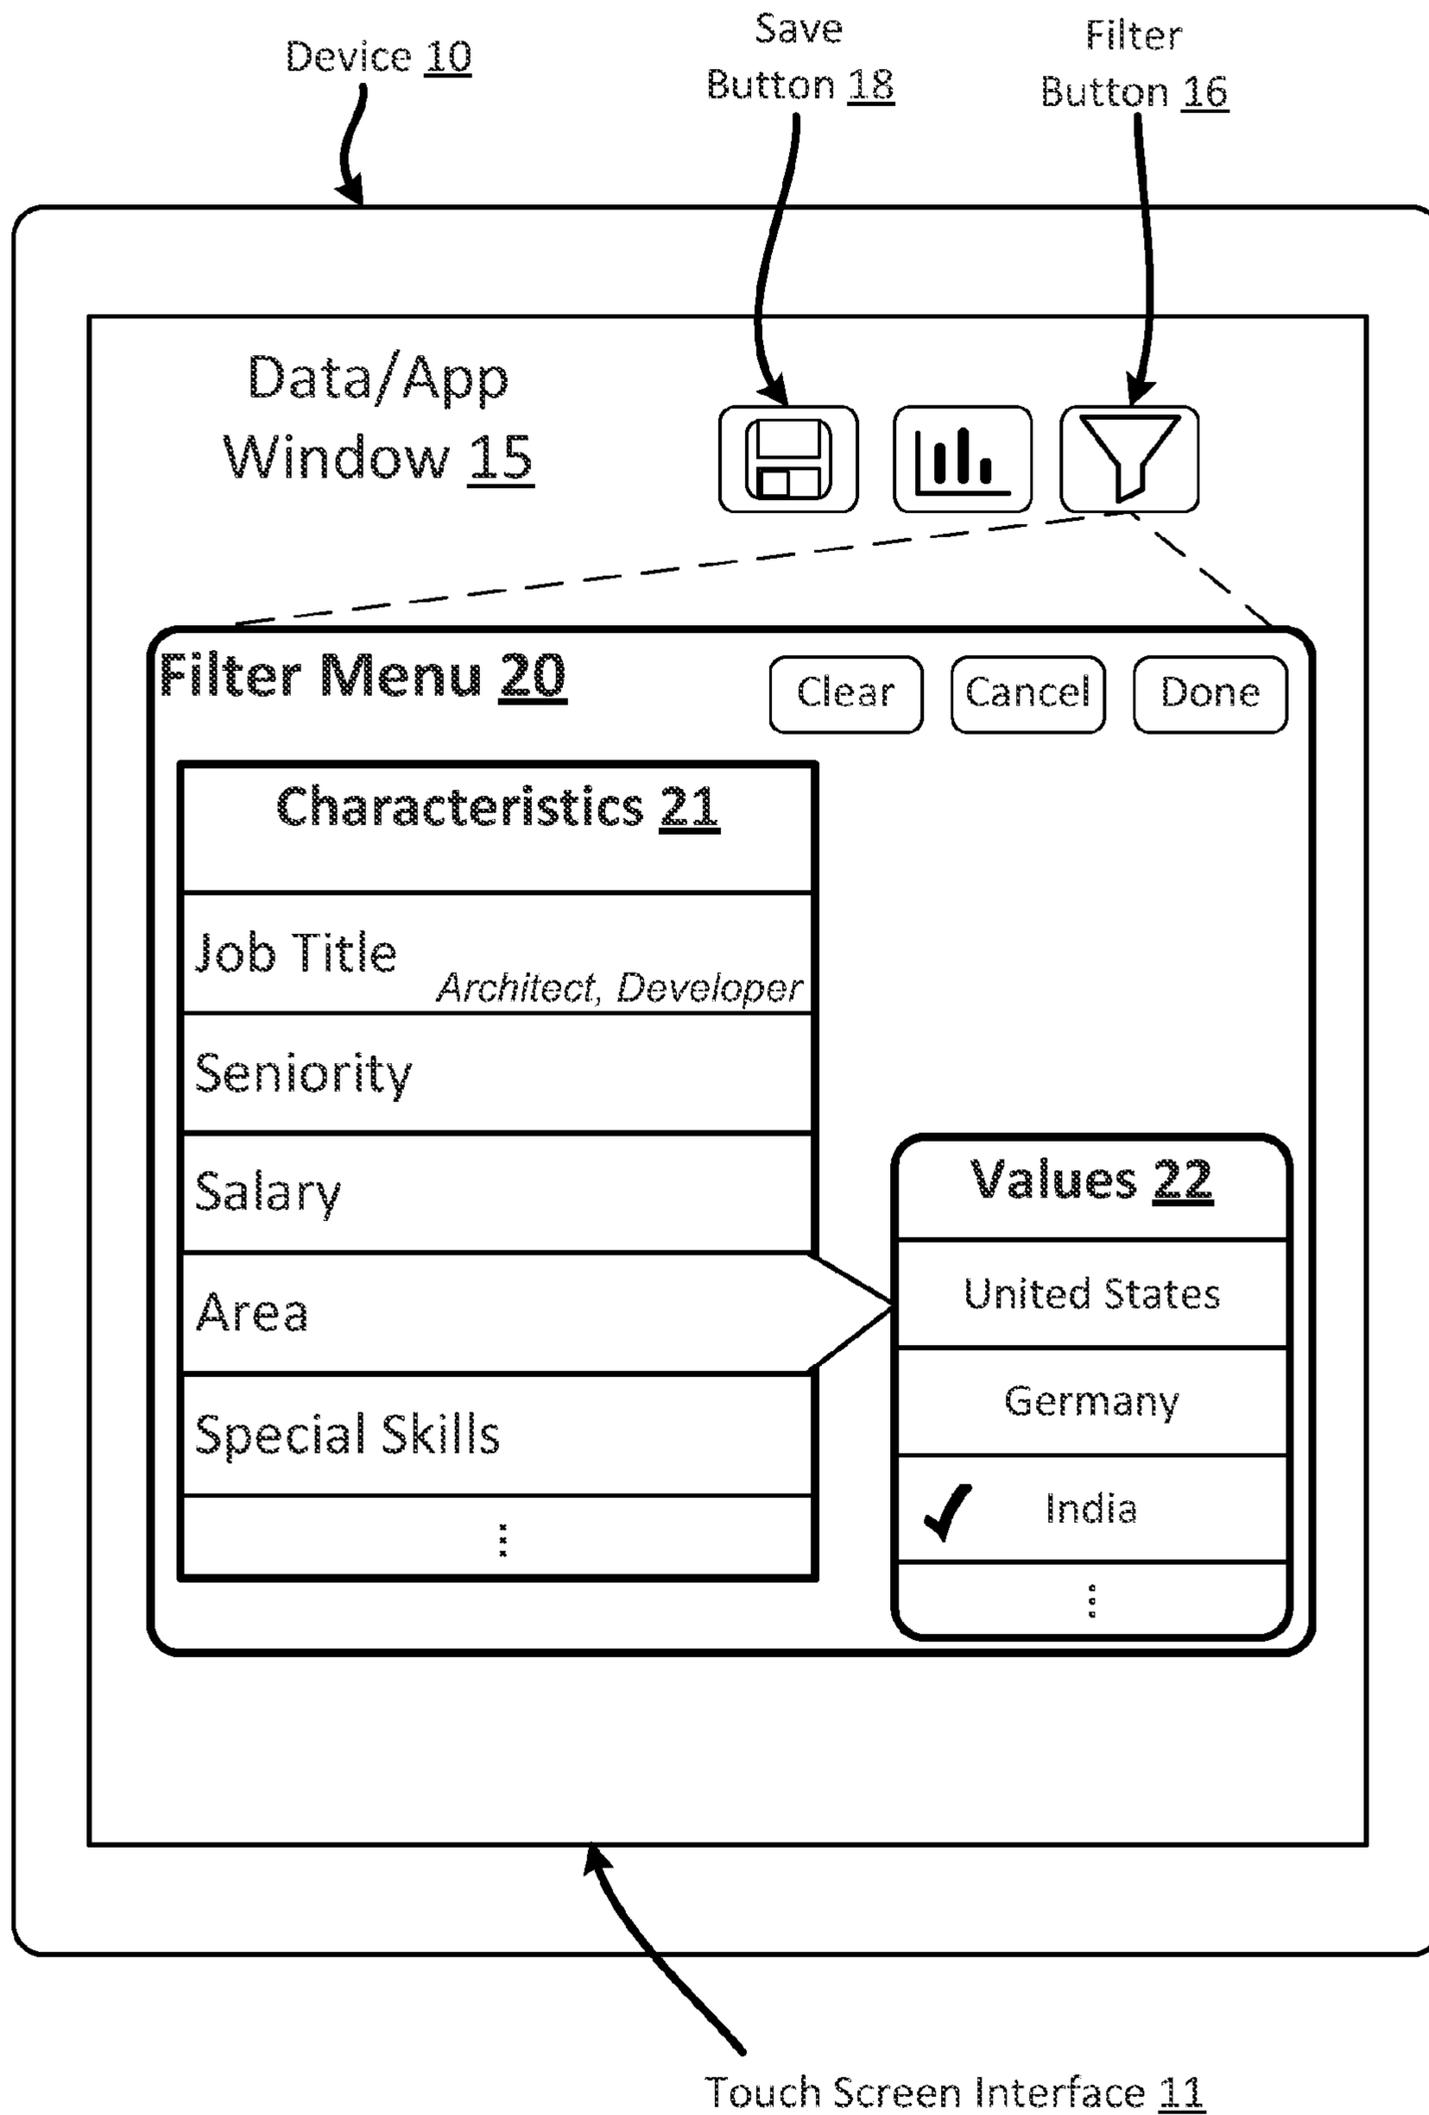 Device 10
Save
Button 18
Filter
Button 16
Data/App
Window 15
Filter Menu 20
Clear
Cancel
Done
Characteristics 21
Job Title
Architect, Developer
Seniority
Salary
Area
Special Skills
⋮
Values 22
United States
Germany
India
⋮
Touch Screen Interface 11